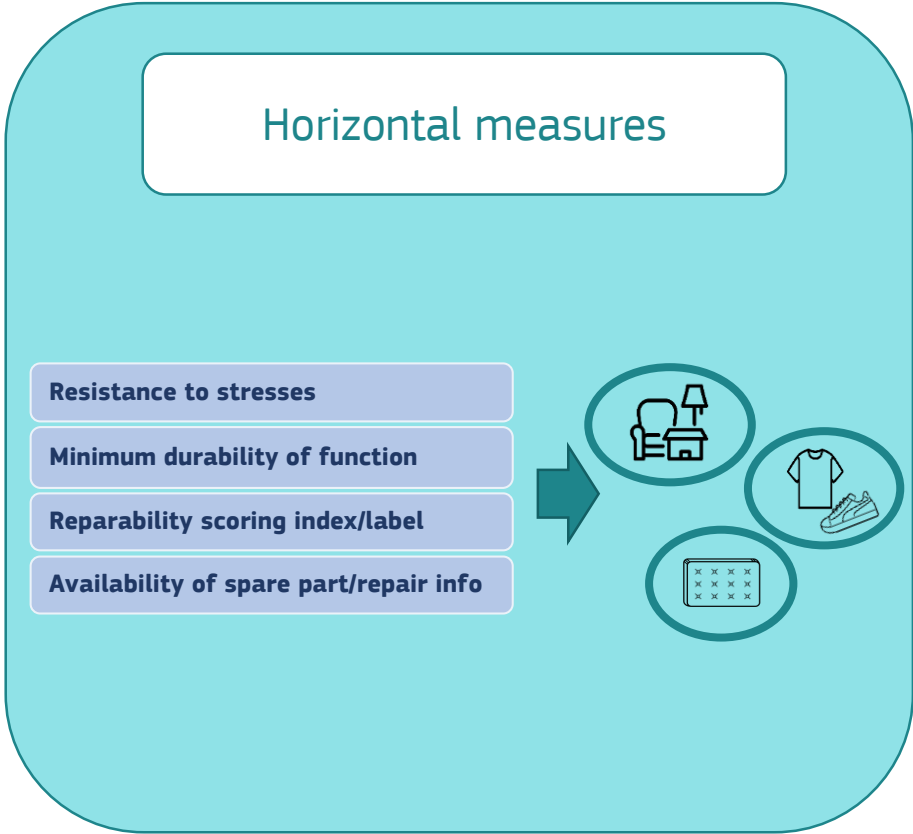 Horizontal measures
Resistance to stresses
Minimum durability of function
Reparability scoring index/label
Availability of spare part/repair info